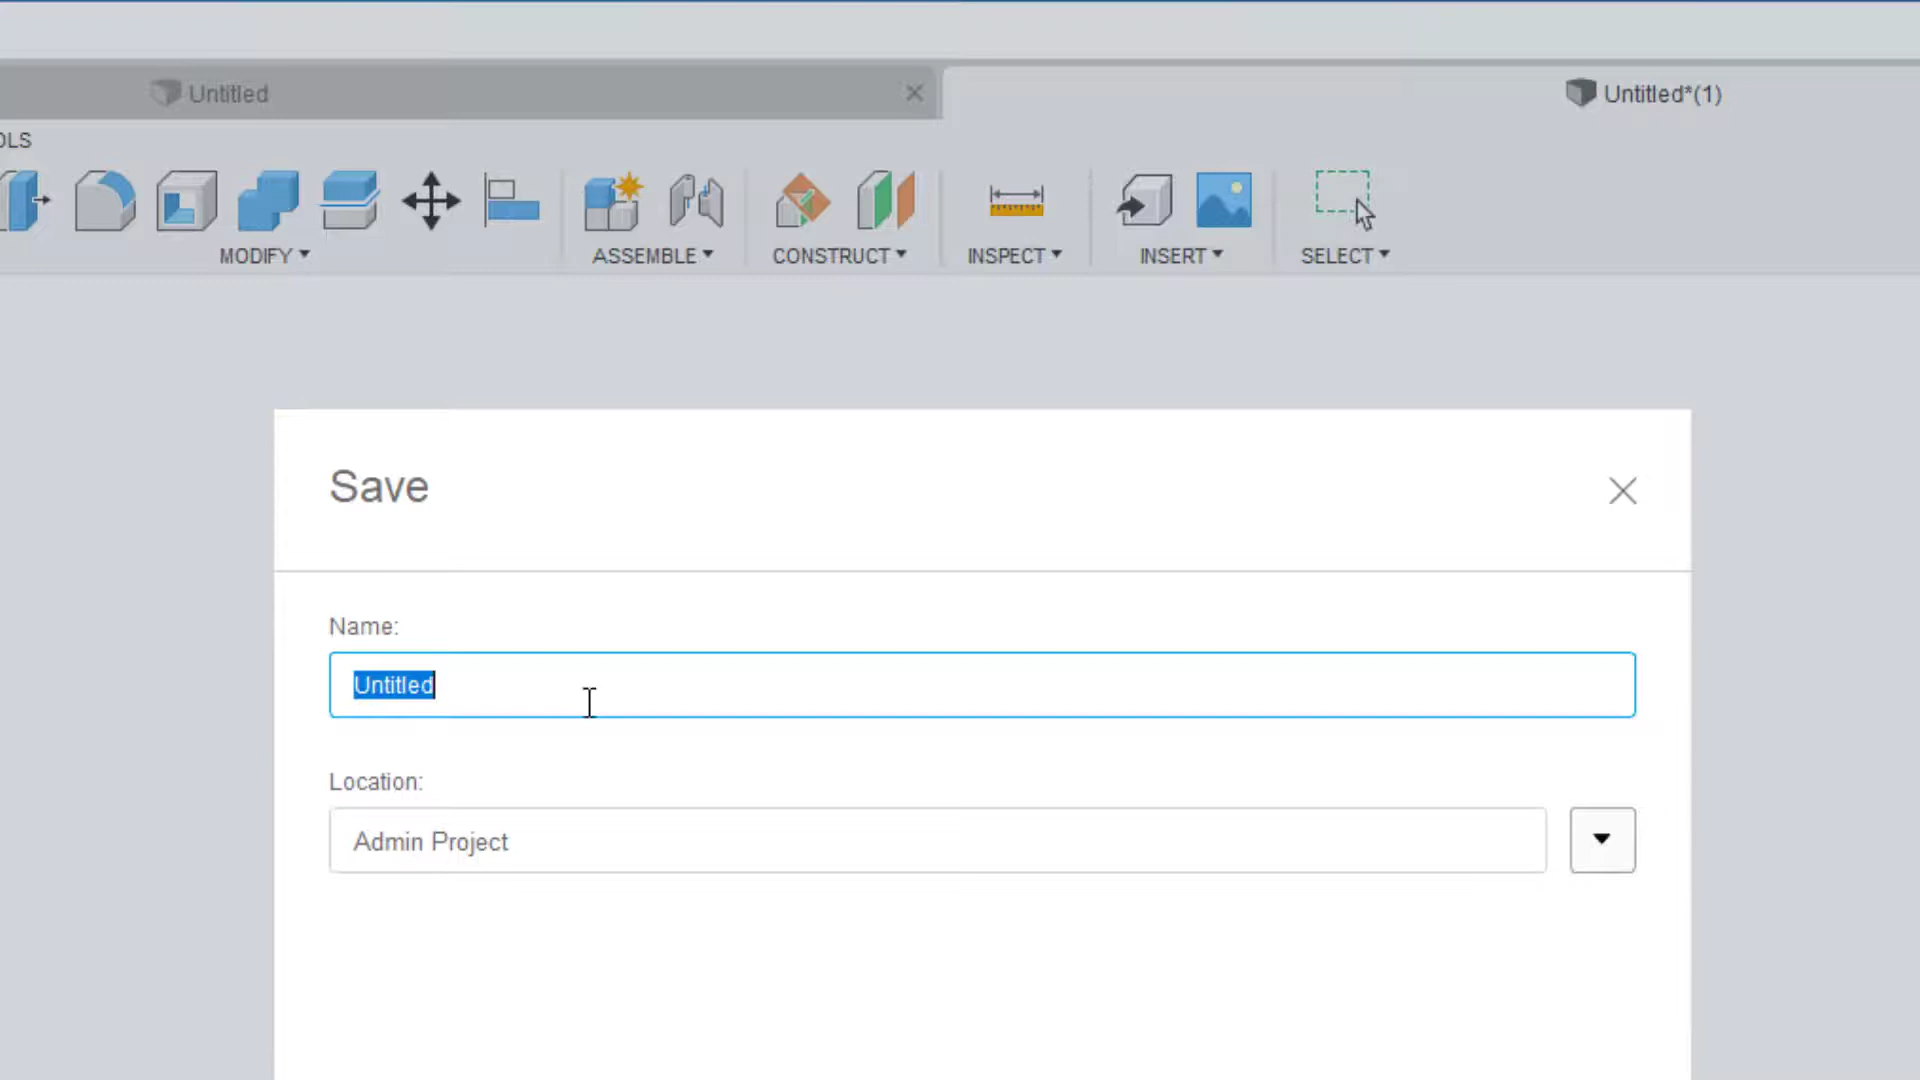 Untitled
Untitled*(1)
OLS
MODIFY
ASSEMBLE
CONSTRUCT
INSPECT
INSERT
SELECT
Save
Name:
Untitled
Location:
Admin Project